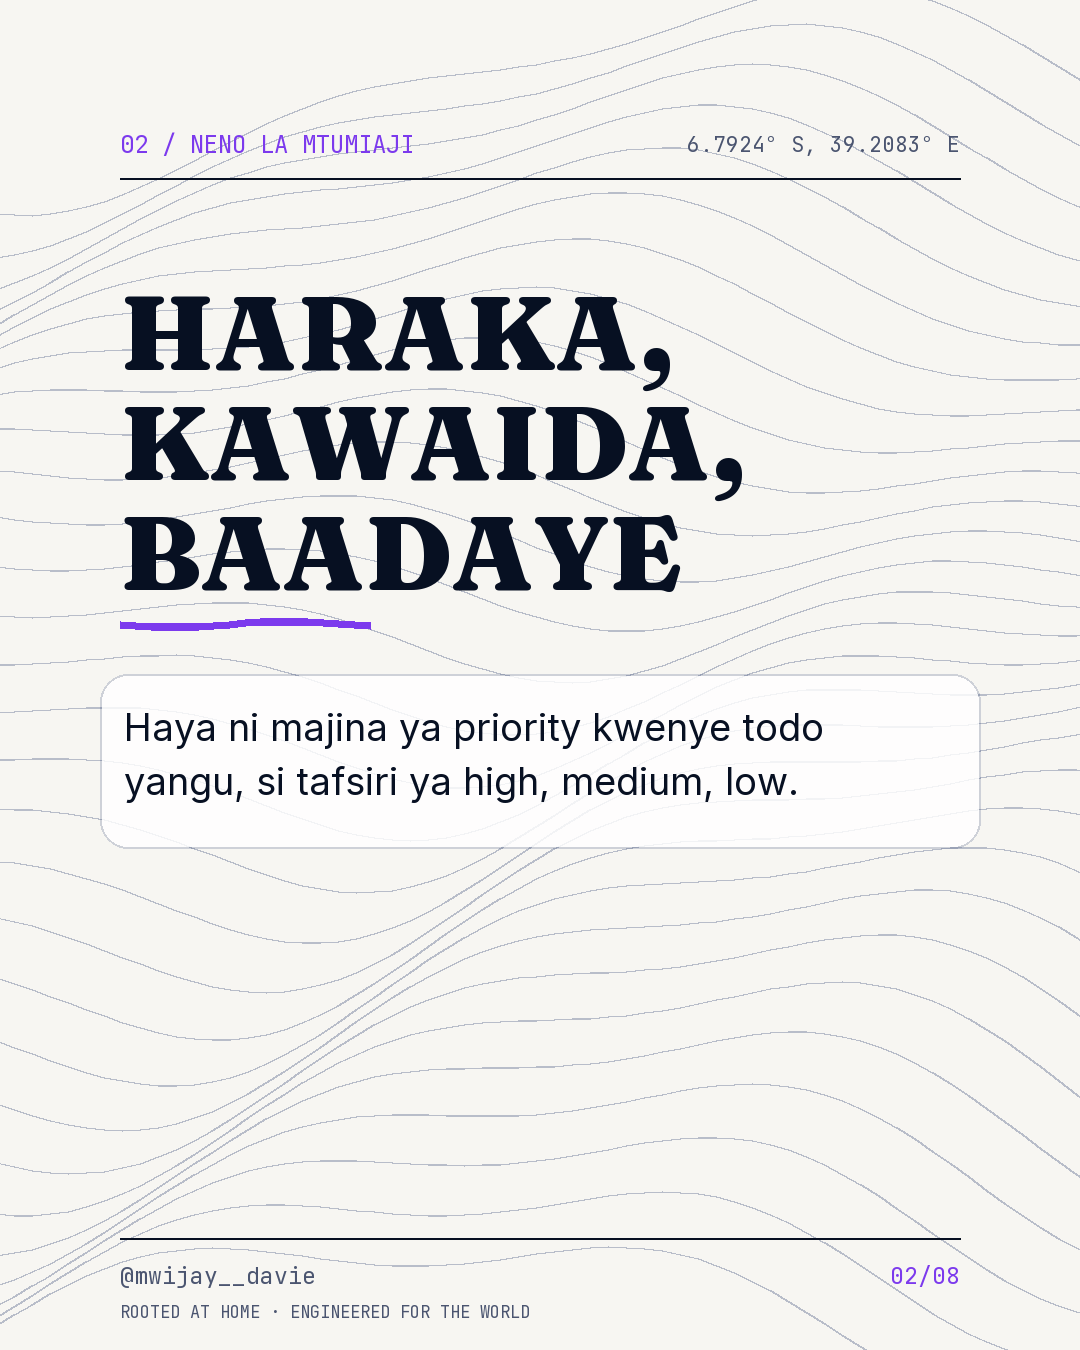 02 / NENO LA MTUMIAJI
6.7924° S, 39.2083° E
HARAKA,
KAWAIDA,
BAADAYE
Haya ni majina ya priority kwenye todo
yangu, si tafsiri ya high, medium, low.
@mwijay__davie
02/08
ROOTED AT HOME · ENGINEERED FOR THE WORLD